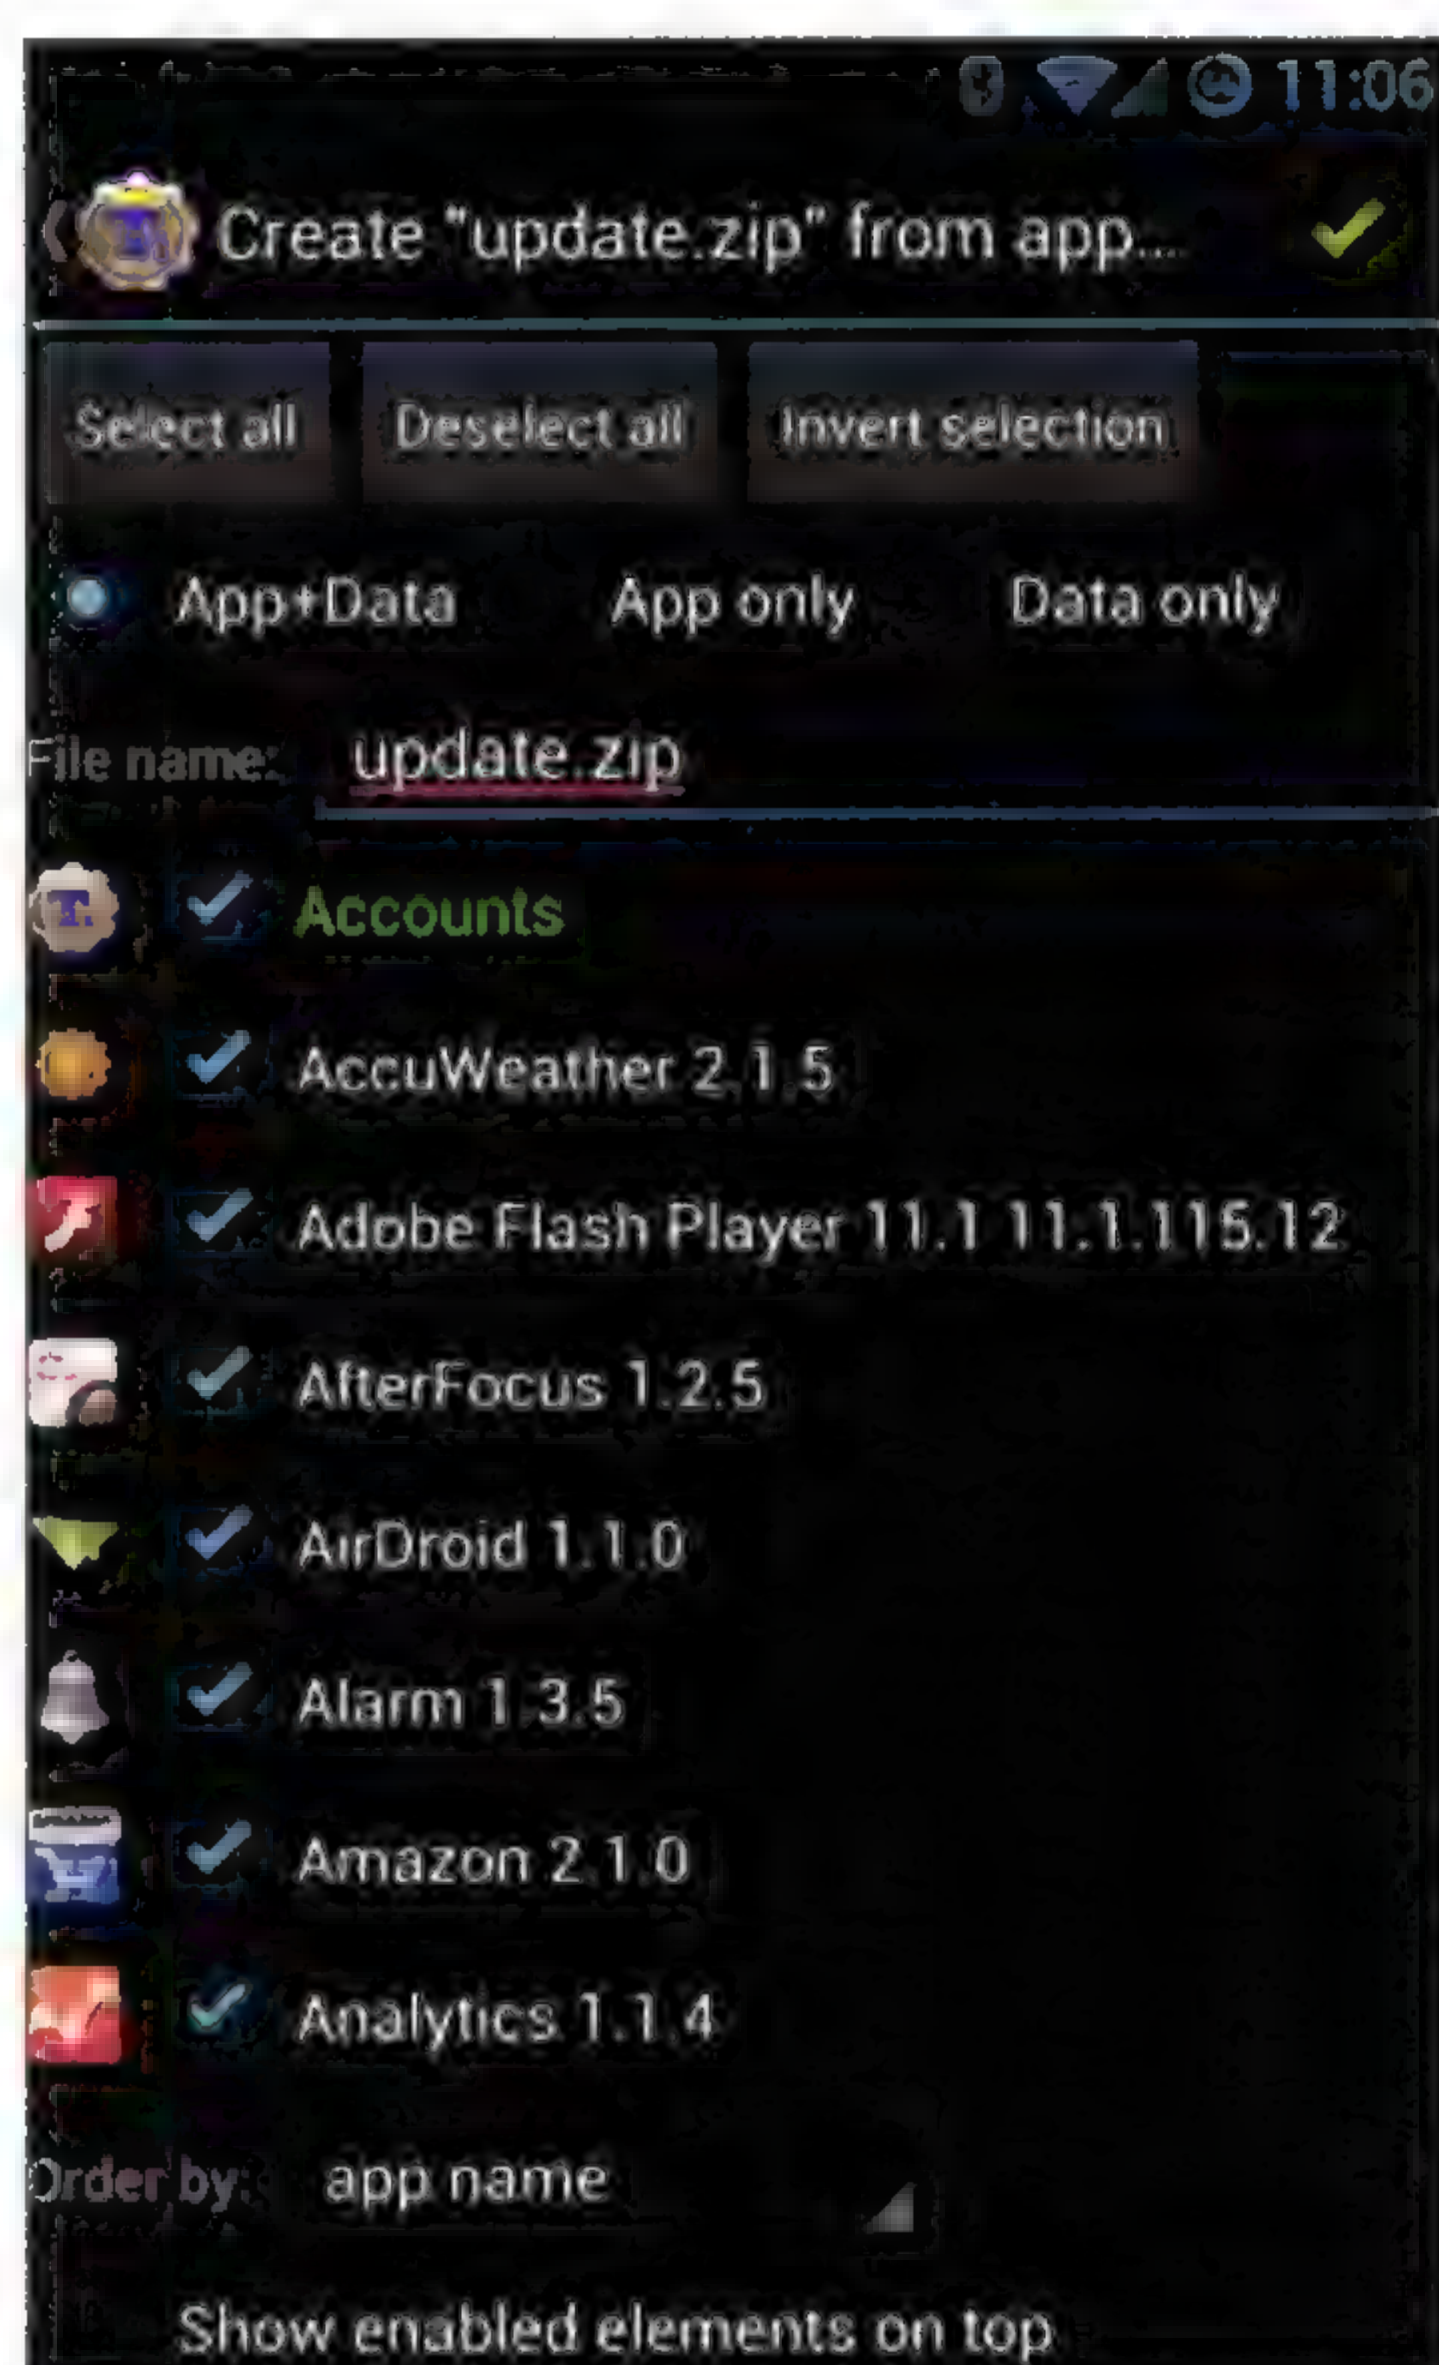 11:06
Create "update.zip" from app...
Select all Deselect all Invert selection
App+Data App only Data only
File name: update.zip
Accounts
AccuWeather 2.1.5
Adobe Flash Player 11.1 11.1.115.12
AfterFocus 1.2.5
AirDroid 1.1.0
Alarm 1.3.5
Amazon 2.1.0
Analytics 1.1.4
Order by: app name
Show enabled elements on top